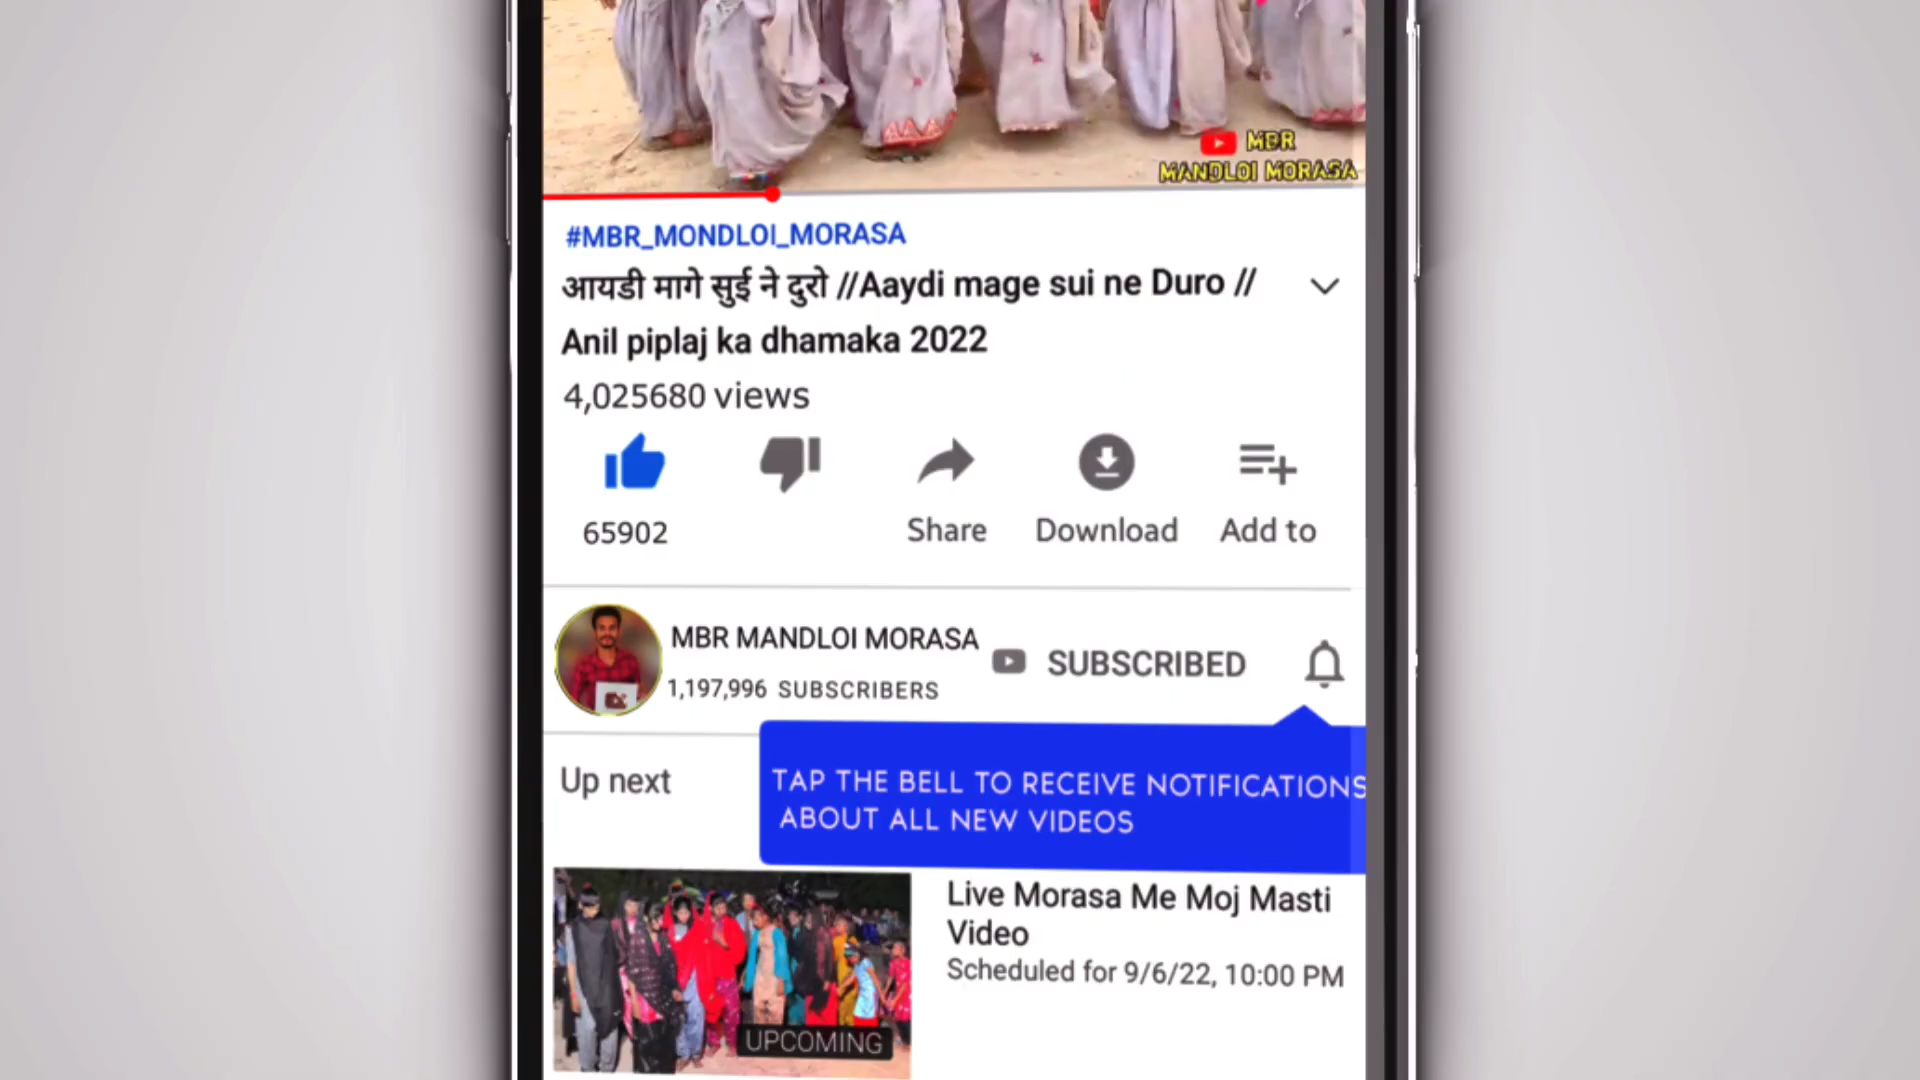 MBR
MANDLOI MORASA
#MBR_MONDLOI_MORASA
आयडी मागे सुई ने दुरो //Aaydi mage sui ne Duro //
Anil piplaj ka dhamaka 2022
4,025680 views
65902
Share
Download
Add to
MBR MANDLOI MORASA
1,197,996 SUBSCRIBERS
SUBSCRIBED
TAP THE BELL TO RECEIVE NOTIFICATIONS
ABOUT ALL NEW VIDEOS
Up next
Live Morasa Me Moj Masti
Video
Scheduled for 9/6/22, 10:00 PM
UPCOMING